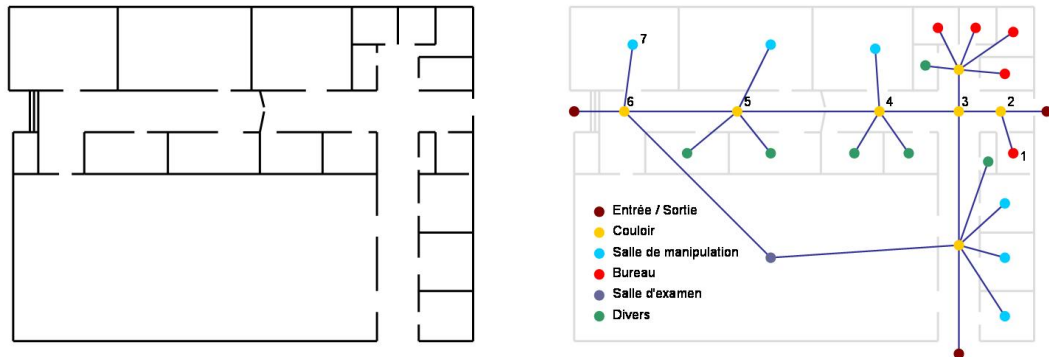 7
6
5
4
3
2
1
Entrée / Sortie
Couloir
Salle de manipulation
Bureau
Salle d'examen
Divers